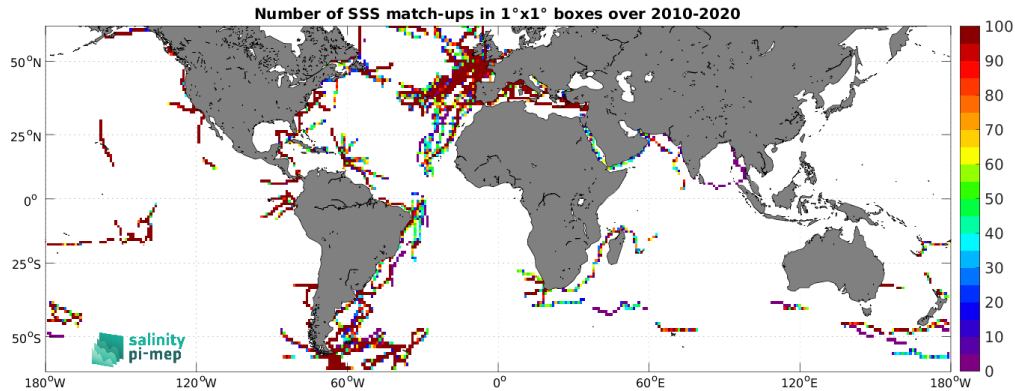 Number of SSS match-ups in 1°x1° boxes over 2010-2020
50°N
25°N
0°
25°S
50°S
180°W
120°W
60°W
0°
60°E
120°E
180°W
100
90
80
70
60
50
40
30
20
10
0
salinity
pi-mep